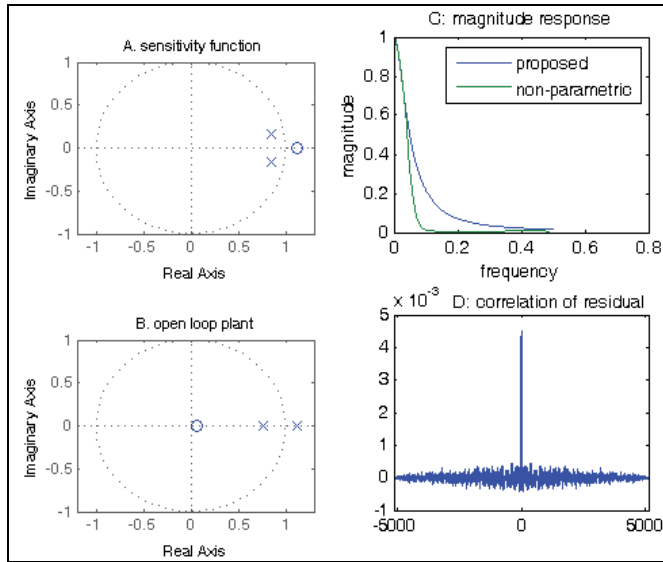 A. sensitivity function
1
0.5
0
-0.5
-1
Imaginary Axis
-1 -0.5 0 0.5 1
Real Axis
C: magnitude response
1
0.8
0.6
0.4
0.2
0
magnitude
proposed
non-parametric
0 0.2 0.4 0.6 0.8
frequency
B. open loop plant
1
0.5
0
-0.5
-1
Imaginary Axis
-1 -0.5 0 0.5 1
Real Axis
x 10^-3
D: correlation of residual
5
4
3
2
1
0
-1
-5000 0 5000